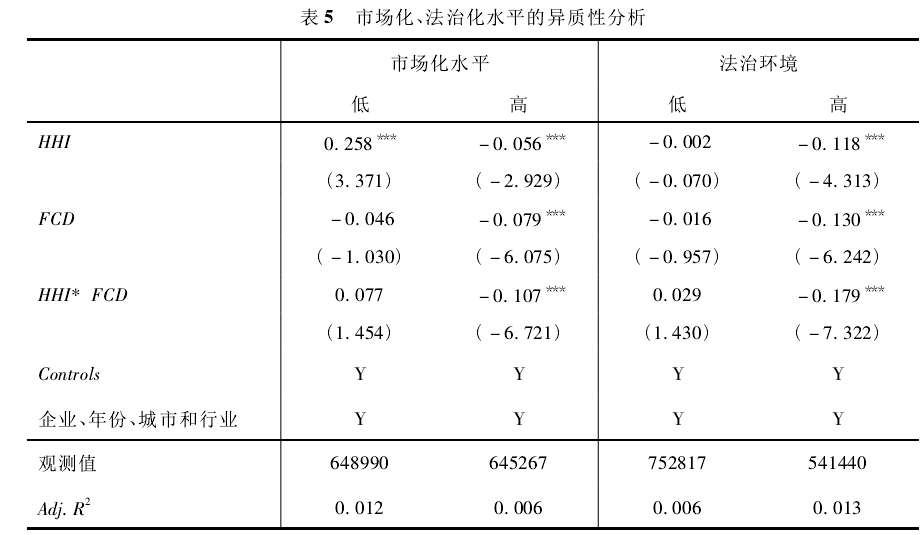 表 5 市场化、法治化水平的异质性分析
市场化水平 法治环境
低 高 低 高
HHI 0.258*** -0.056*** -0.002 -0.118***
(3.371) (-2.929) (-0.070) (-4.313)
FCD -0.046 -0.079*** -0.016 -0.130***
(-1.030) (-6.075) (-0.957) (-6.242)
HHI* FCD 0.077 -0.107*** 0.029 -0.179***
(1.454) (-6.721) (1.430) (-7.322)
Controls Y Y Y Y
企业、年份、城市和行业 Y Y Y Y
观测值 648990 645267 752817 541440
Adj. R² 0.012 0.006 0.006 0.013